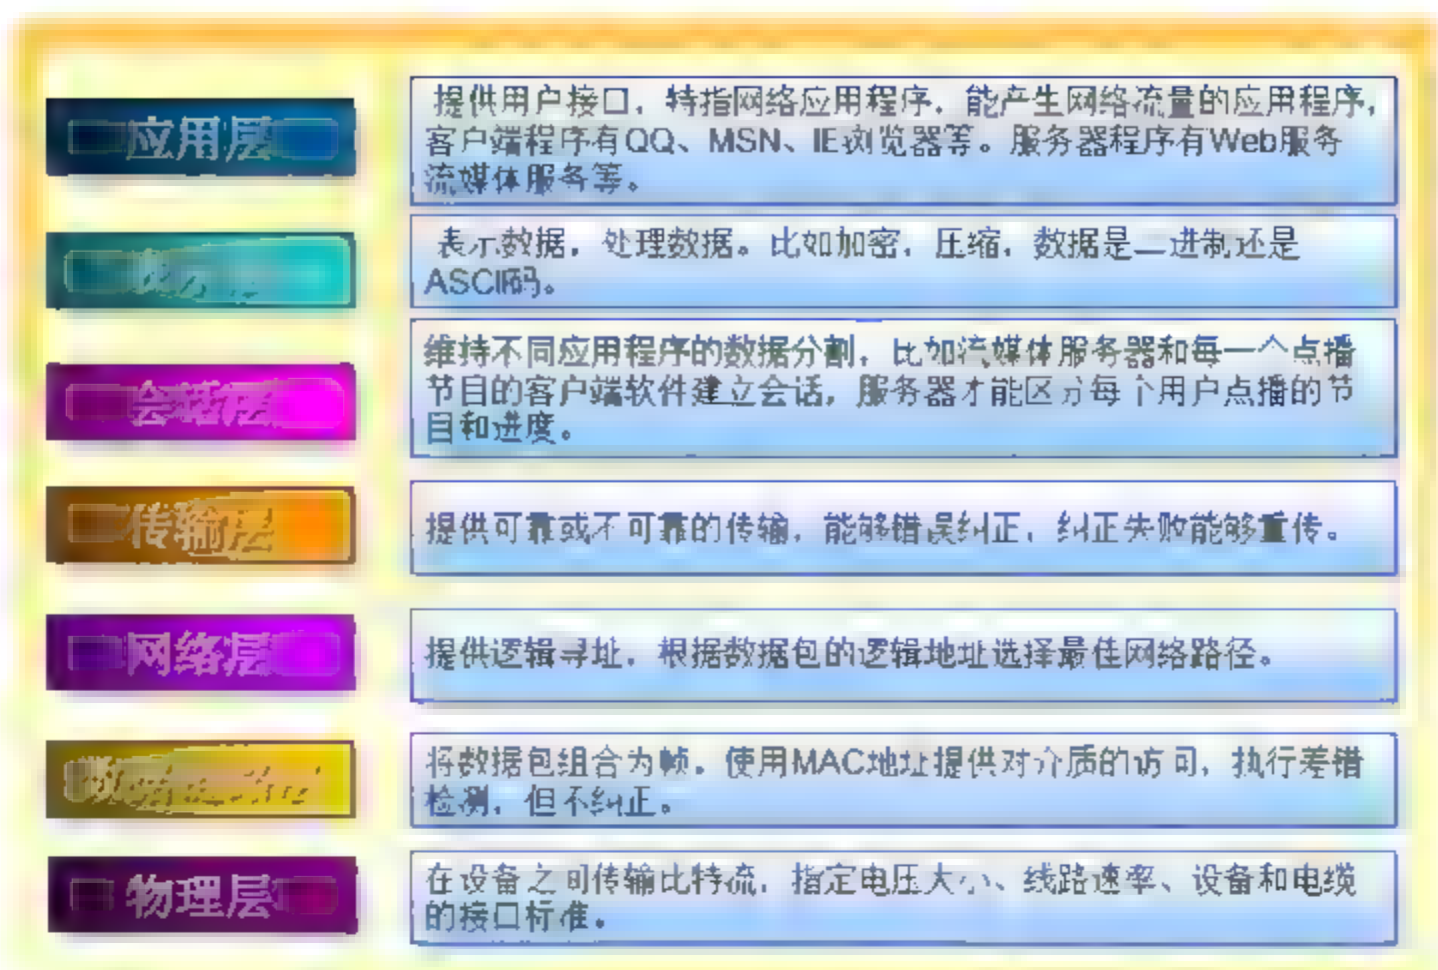 应用层
提供用户接口，特指网络应用程序，能产生网络流量的应用程序，
客户端程序有QQ、MSN、IE浏览器等。服务器程序有Web服务
流媒体服务等。
表示数据，处理数据。比如加密，压缩，数据是二进制还是
ASCII码。
会话层
维持不同应用程序的数据分割，比如流媒体服务器和每一个点播
节目的客户端软件建立会话，服务器才能区分每个用户点播的节
目和进度。
传输层
提供可靠或不可靠的传输，能够错误纠正，纠正失败能够重传。
网络层
提供逻辑寻址，根据数据包的逻辑地址选择最佳网络路径。
将数据包组合为帧，使用MAC地址提供对介质的访问，执行差错
检测，但不纠正。
物理层
在设备之间传输比特流，指定电压大小、线路速率、设备和电缆
的接口标准。